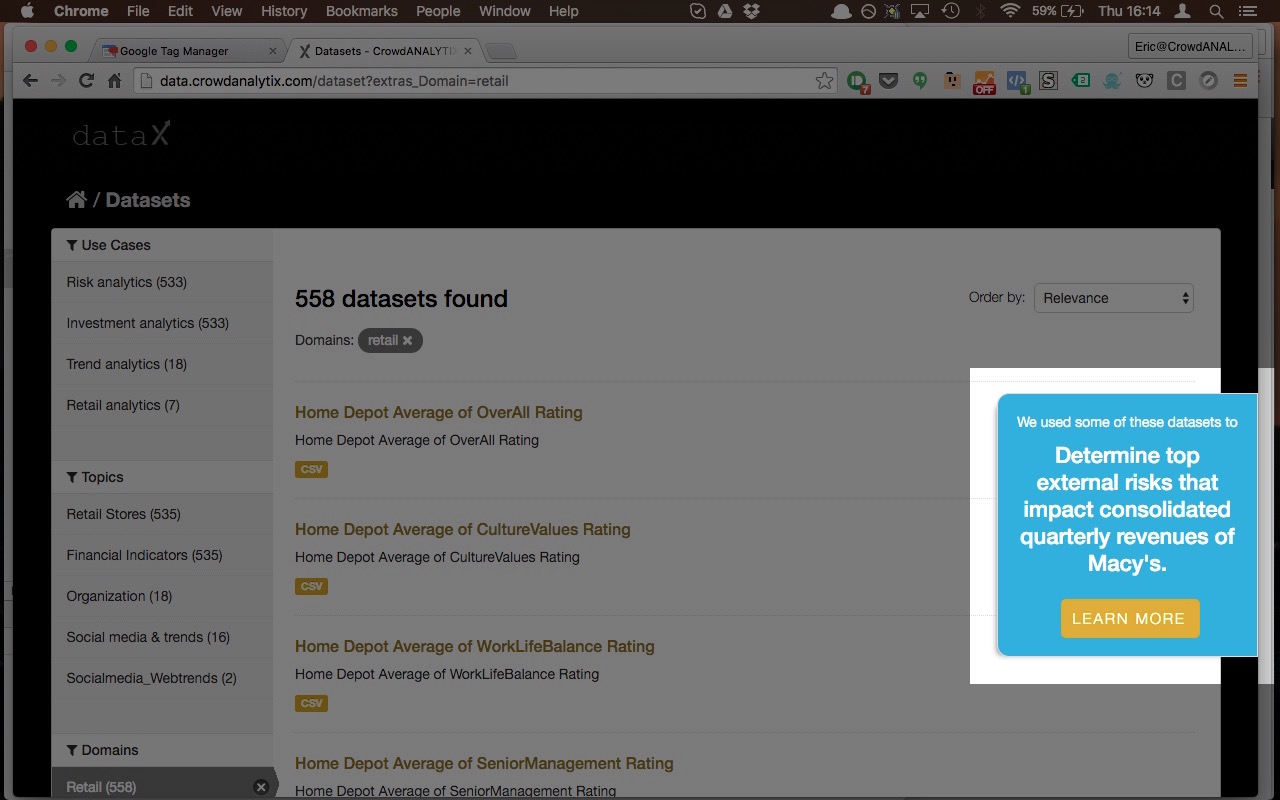 Chrome File Edit View History Bookmarks People Window Help 59% Thu 16:14
Google Tag Manager Datasets - CrowdANALYTIX Eric@CrowdANAL...
data.crowdanalytix.com/dataset?extras_Domain=retail 7 OFF 1 S 2 C
dataX
/ Datasets
Use Cases
Risk analytics (533)
Investment analytics (533)
Trend analytics (18)
Retail analytics (7)
Topics
Retail Stores (535)
Financial Indicators (535)
Organization (18)
Social media & trends (16)
Socialmedia_Webtrends (2)
Domains
Retail (558)
558 datasets found
Order by: Relevance
Domains: retail
Home Depot Average of OverAll Rating
Home Depot Average of OverAll Rating
CSV
Home Depot Average of CultureValues Rating
Home Depot Average of CultureValues Rating
CSV
Home Depot Average of WorkLifeBalance Rating
Home Depot Average of WorkLifeBalance Rating
CSV
Home Depot Average of SeniorManagement Rating
Home Depot Average of SeniorManagement Rating
We used some of these datasets to
Determine top
external risks that
impact consolidated
quarterly revenues of
Macy's.
LEARN MORE